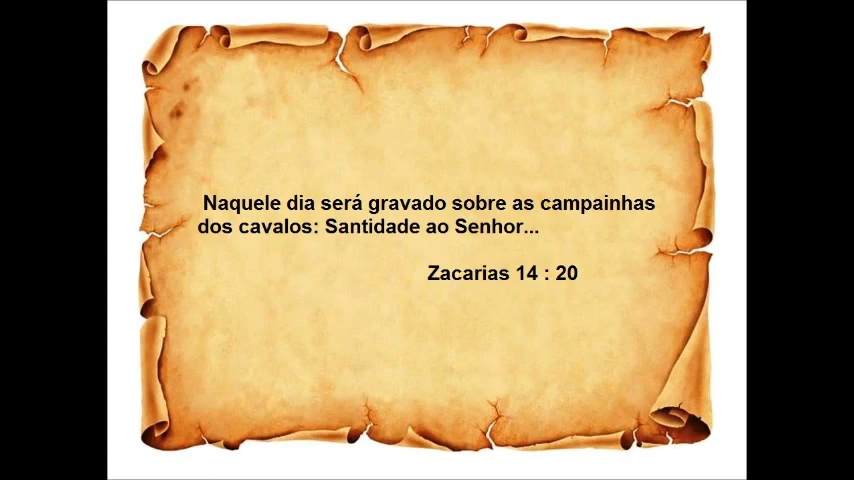 Naquele dia será gravado sobre as campainhas
dos cavalos: Santidade ao Senhor...
Zacarias 14 : 20